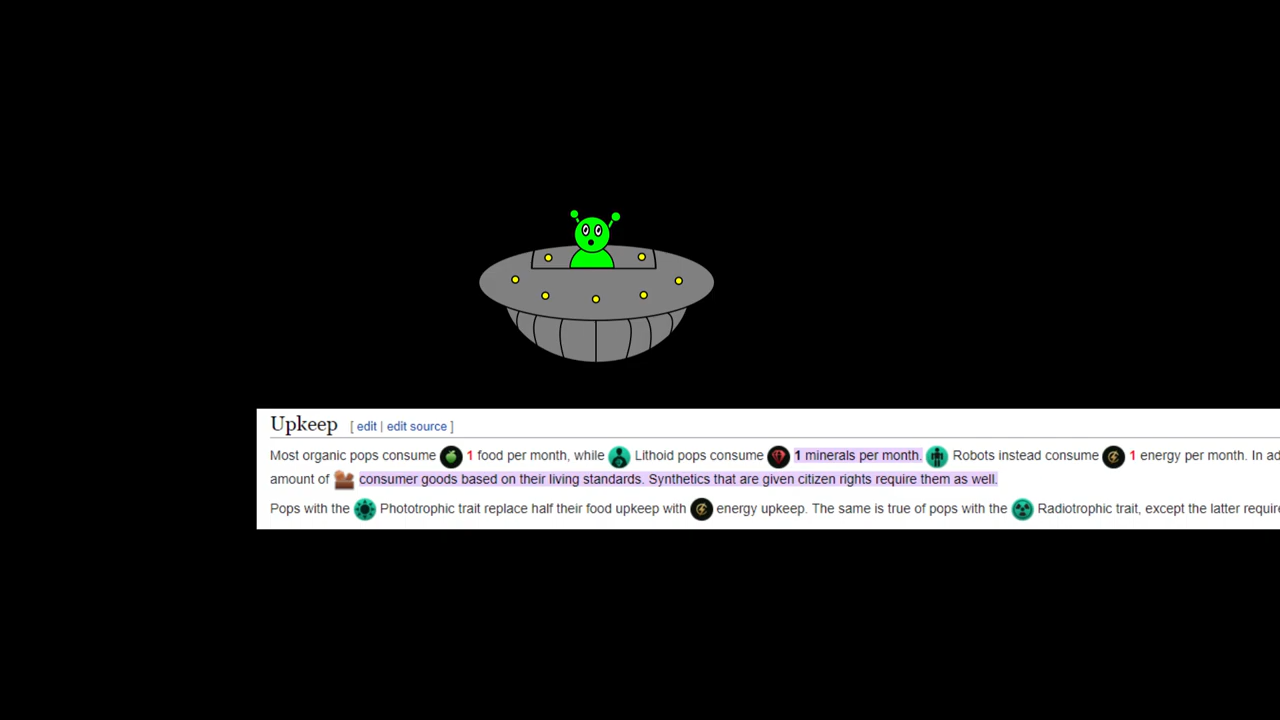 Upkeep [ edit | edit source ]
Most organic pops consume 1 food per month, while Lithoid pops consume 1 minerals per month. Robots instead consume 1 energy per month. In ad
amount of consumer goods based on their living standards. Synthetics that are given citizen rights require them as well.
Pops with the Phototrophic trait replace half their food upkeep with energy upkeep. The same is true of pops with the Radiotrophic trait, except the latter require